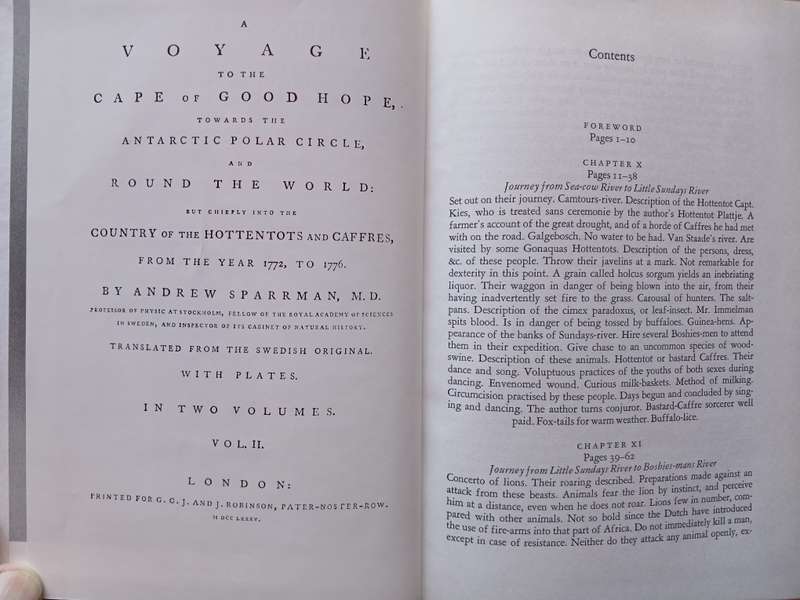 A
VOYAGE
TO THE
CAPE OF GOOD HOPE,
TOWARDS THE
ANTARCTIC POLAR CIRCLE,
AND
ROUND THE WORLD:
BUT CHIEFLY INTO THE
COUNTRY OF THE HOTTENTOTS AND CAFFRES,
FROM THE YEAR 1772, TO 1776.
BY ANDREW SPARRMAN, M.D.
PROFESSOR OF PHYSIC AT STOCKHOLM, FELLOW OF THE ROYAL ACADEMY OF SCIENCES
IN SWEDEN, AND INSPECTOR OF ITS CABINET OF NATURAL HISTORY.
TRANSLATED FROM THE SWEDISH ORIGINAL.
WITH PLATES.
IN TWO VOLUMES.
VOL. II.
LONDON:
PRINTED FOR G. G. J. AND J. ROBINSON, PATER-NOSTER-ROW.
M DCC LXXXV.
Contents
FOREWORD
Pages 1–10
CHAPTER X
Pages 11–38
Journey from Sea-cow River to Little Sundays River
Set out on their journey. Camtours-river. Description of the Hottentot Capt.
Kies, who is treated sans ceremonie by the author's Hottentot Plattje. A
farmer's account of the great drought, and of a horde of Caffres he had met
with on the road. Galgebosch. No water to be had. Van Staade's river. Are
visited by some Gonaquas Hottentots. Description of the persons, dress,
&c. of these people. Throw their javelins at a mark. Not remarkable for
dexterity in this point. A grain called holcus sorgum yields an inebriating
liquor. Their waggon in danger of being blown into the air, from their
having inadvertently set fire to the grass. Carousal of hunters. The salt-
pans. Description of the cimex paradoxus, or leaf-insect. Mr. Immelman
spits blood. Is in danger of being tossed by buffaloes. Guinea-hens. Ap-
pearance of the banks of Sundays-river. Hire several Boshies-men to attend
them in their expedition. Give chase to an uncommon species of wood-
swine. Description of these animals. Hottentot or bastard Caffres. Their
dance and song. Voluptuous practices of the youths of both sexes during
dancing. Envenomed wound. Curious milk-baskets. Method of milking.
Circumcision practised by these people. Days begun and concluded by sing-
ing and dancing. The author turns conjuror. Bastard-Caffre sorcerer well
paid. Fox-tails for warm weather. Buffalo-lice.
CHAPTER XI
Pages 39–62
Journey from Little Sundays River to Boshies-mans River
Concerto of lions. Their roaring described. Preparations made against an
attack from these beasts. Animals fear the lion by instinct, and perceive
him at a distance, even when he does not roar. Lions few in number, com-
pared with other animals. Not so bold since the Dutch have introduced
the use of fire-arms into that part of Africa. Do not immediately kill a man,
except in case of resistance. Neither do they attack any animal openly, ex-